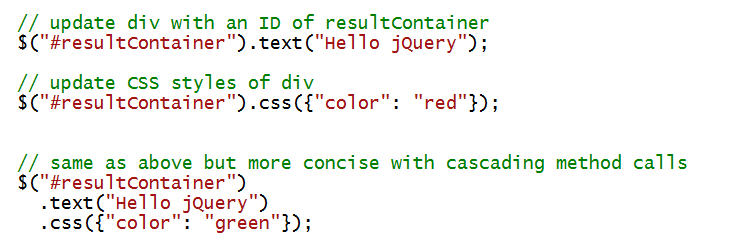 // update div with an ID of resultContainer
$("#resultContainer").text("Hello jQuery");
// update CSS styles of div
$("#resultContainer").css({"color": "red"});
// same as above but more concise with cascading method calls
$("#resultContainer")
.text("Hello jQuery")
.css({"color": "green"});